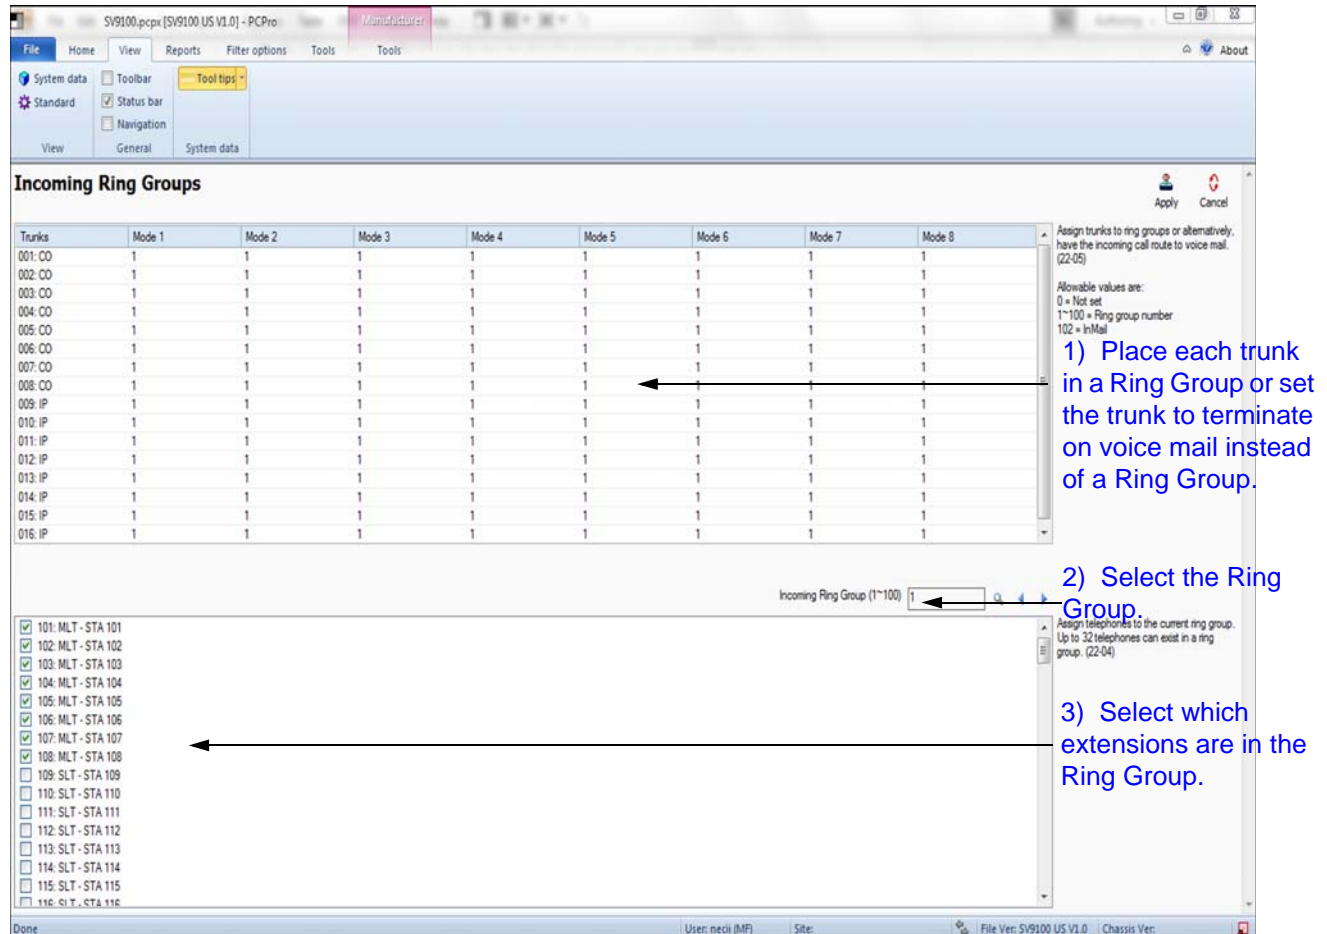 SV9100.pcpx [SV9100 US V1.0] - PCPro
Manufacturer
File Home View Reports Filter options Tools Tools About
System data Toolbar Tool tips
Standard Status bar
Navigation
View General System data
Incoming Ring Groups
Apply Cancel
Trunks Mode 1 Mode 2 Mode 3 Mode 4 Mode 5 Mode 6 Mode 7 Mode 8
001: CO 1 1 1 1 1 1 1 1
002: CO 1 1 1 1 1 1 1 1
003: CO 1 1 1 1 1 1 1 1
004: CO 1 1 1 1 1 1 1 1
005: CO 1 1 1 1 1 1 1 1
006: CO 1 1 1 1 1 1 1 1
007: CO 1 1 1 1 1 1 1 1
008: CO 1 1 1 1 1 1 1 1
009: IP 1 1 1 1 1 1 1 1
010: IP 1 1 1 1 1 1 1 1
011: IP 1 1 1 1 1 1 1 1
012: IP 1 1 1 1 1 1 1 1
013: IP 1 1 1 1 1 1 1 1
014: IP 1 1 1 1 1 1 1 1
015: IP 1 1 1 1 1 1 1 1
016: IP 1 1 1 1 1 1 1 1
Assign trunks to ring groups or alternatively,
have the incoming call route to voice mail.
(22-05)
Allowable values are:
0 = Not set
1~100 = Ring group number
102 = InMail
1) Place each trunk
in a Ring Group or set
the trunk to terminate
on voice mail instead
of a Ring Group.
Incoming Ring Group (1~100) 1
2) Select the Ring
Group.
Assign telephones to the current ring group.
Up to 32 telephones can exist in a ring
group. (22-04)
101: MLT - STA 101
102: MLT - STA 102
103: MLT - STA 103
104: MLT - STA 104
105: MLT - STA 105
106: MLT - STA 106
107: MLT - STA 107
108: MLT - STA 108
109: SLT - STA 109
110: SLT - STA 110
111: SLT - STA 111
112: SLT - STA 112
113: SLT - STA 113
114: SLT - STA 114
115: SLT - STA 115
116: SLT - STA 116
3) Select which
extensions are in the
Ring Group.
Done User: necii (MF) Site: File Ver: SV9100 US V1.0 Chassis Ver: